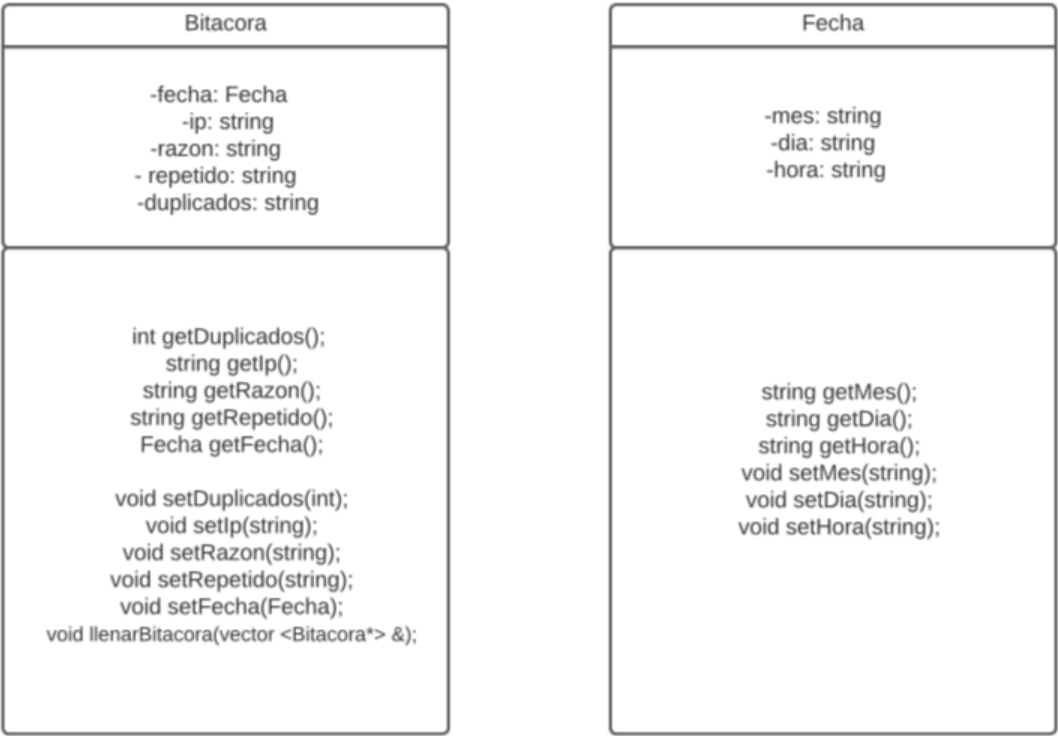 Bitacora
-fecha: Fecha
-ip: string
-razon: string
- repetido: string
-duplicados: string
int getDuplicados();
string getIp();
string getRazon();
string getRepetido();
Fecha getFecha();
void setDuplicados(int);
void setIp(string);
void setRazon(string);
void setRepetido(string);
void setFecha(Fecha);
void llenarBitacora(vector <Bitacora*> &);
Fecha
-mes: string
-dia: string
-hora: string
string getMes();
string getDia();
string getHora();
void setMes(string);
void setDia(string);
void setHora(string);